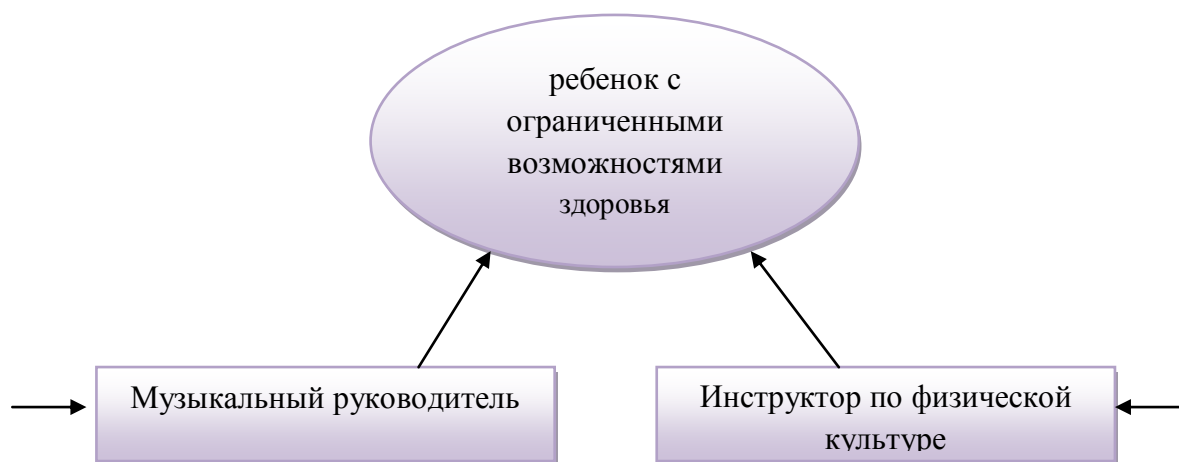 ребенок с
ограниченными
возможностями
здоровья
Музыкальный руководитель
Инструктор по физической
культуре